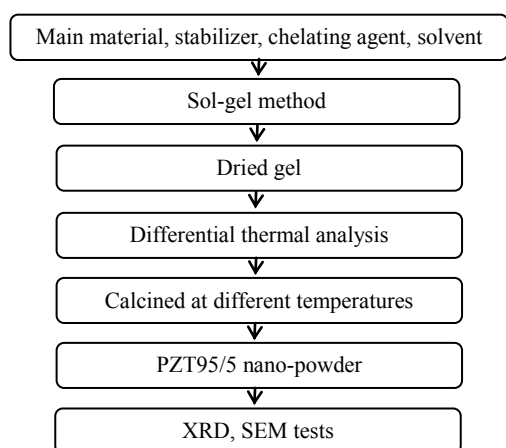 Main material, stabilizer, chelating agent, solvent
Sol-gel method
Dried gel
Differential thermal analysis
Calcined at different temperatures
PZT95/5 nano-powder
XRD, SEM tests